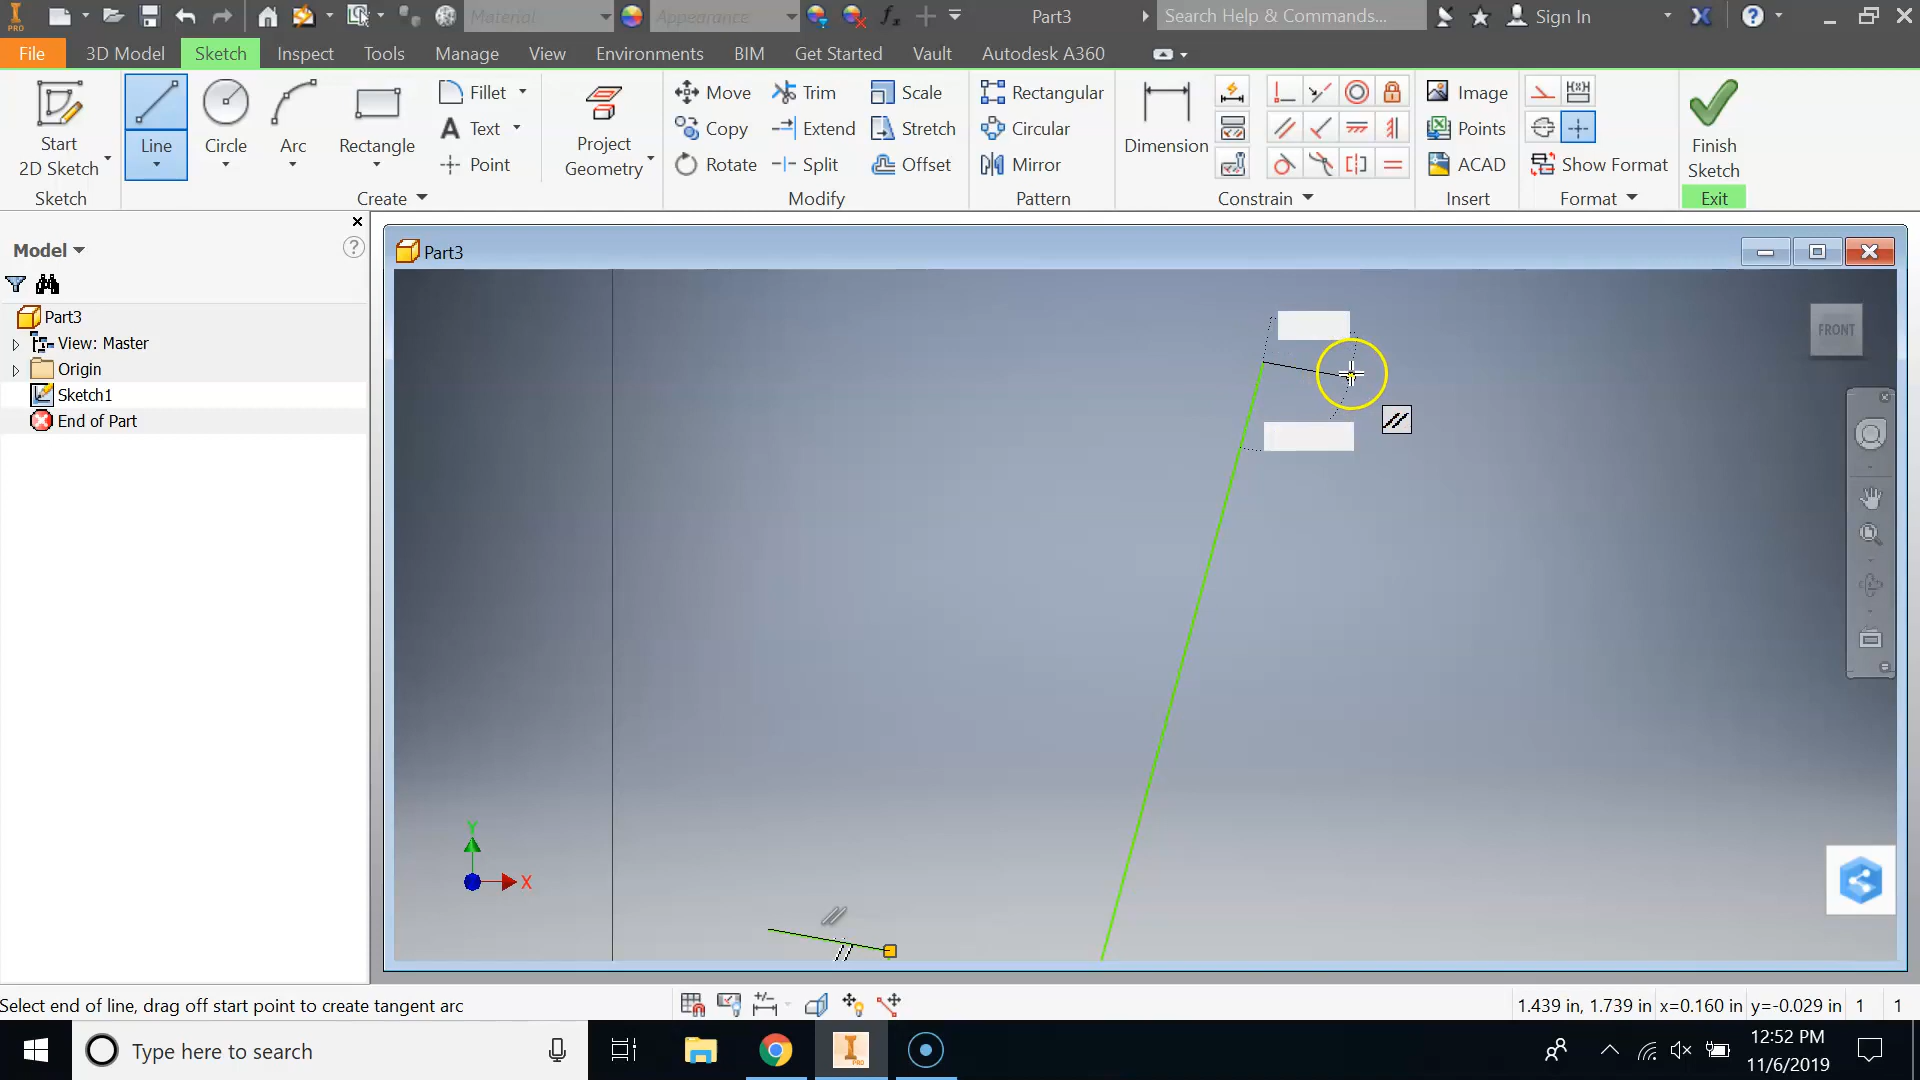 PRO
Material
Appearance
Part3
Search Help & Commands...
Sign In
File
3D Model
Sketch
Inspect
Tools
Manage
View
Environments
BIM
Get Started
Vault
Autodesk A360
Start
2D Sketch
Line
Circle
Arc
Rectangle
Fillet
Text
Point
Project
Geometry
Move
Copy
Rotate
Trim
Extend
Split
Scale
Stretch
Offset
Rectangular
Circular
Mirror
Dimension
Image
Points
ACAD
Show Format
Finish
Sketch
Sketch
Create
Modify
Pattern
Constrain
Insert
Format
Exit
Model
Part3
Part3
View: Master
Origin
Sketch1
End of Part
FRONT
Y
X
Select end of line, drag off start point to create tangent arc
1.439 in, 1.739 in x=0.160 in y=-0.029 in 1 1
Type here to search
PRO
12:52 PM
11/6/2019